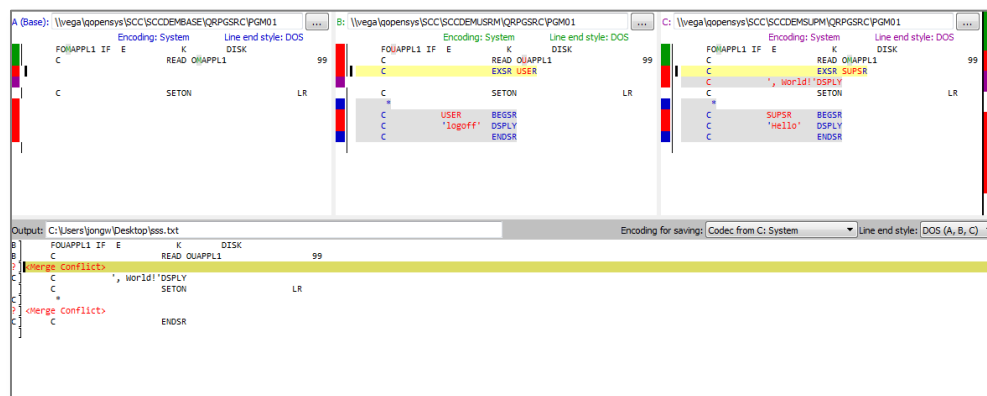 A (Base): \\vega\qopensys\SCC\SCCDEMBASE\QRPGSRC\PGM01 ...
Encoding: System Line end style: DOS
FOMAPPL1 IF E K DISK
C READ OMAPPL1 99
C SETON LR
B: \\vega\qopensys\SCC\SCCDEMUSRM\QRPGSRC\PGM01 ...
Encoding: System Line end style: DOS
FOUAPPL1 IF E K DISK
C READ OUAPPL1 99
C EXSR USER
C SETON LR
*
C USER BEGSR
C 'logoff' DSPLY
C ENDSR
C: \\vega\qopensys\SCC\SCCDEMSUPM\QRPGSRC\PGM01 ...
Encoding: System Line end style: DOS
FOMAPPL1 IF E K DISK
C READ OMAPPL1 99
C EXSR SUPSR
C ', World!'DSPLY
C SETON LR
*
C SUPSR BEGSR
C 'Hello' DSPLY
C ENDSR
Output: C:\Users\jongw\Desktop\sss.txt Encoding for saving: Codec from C: System Line end style: DOS (A, B, C)
B] FOUAPPL1 IF E K DISK
B] C READ OUAPPL1 99
?] <Merge Conflict>
C] C ', World!'DSPLY
] C SETON LR
C] *
?] <Merge Conflict>
C] C ENDSR
]